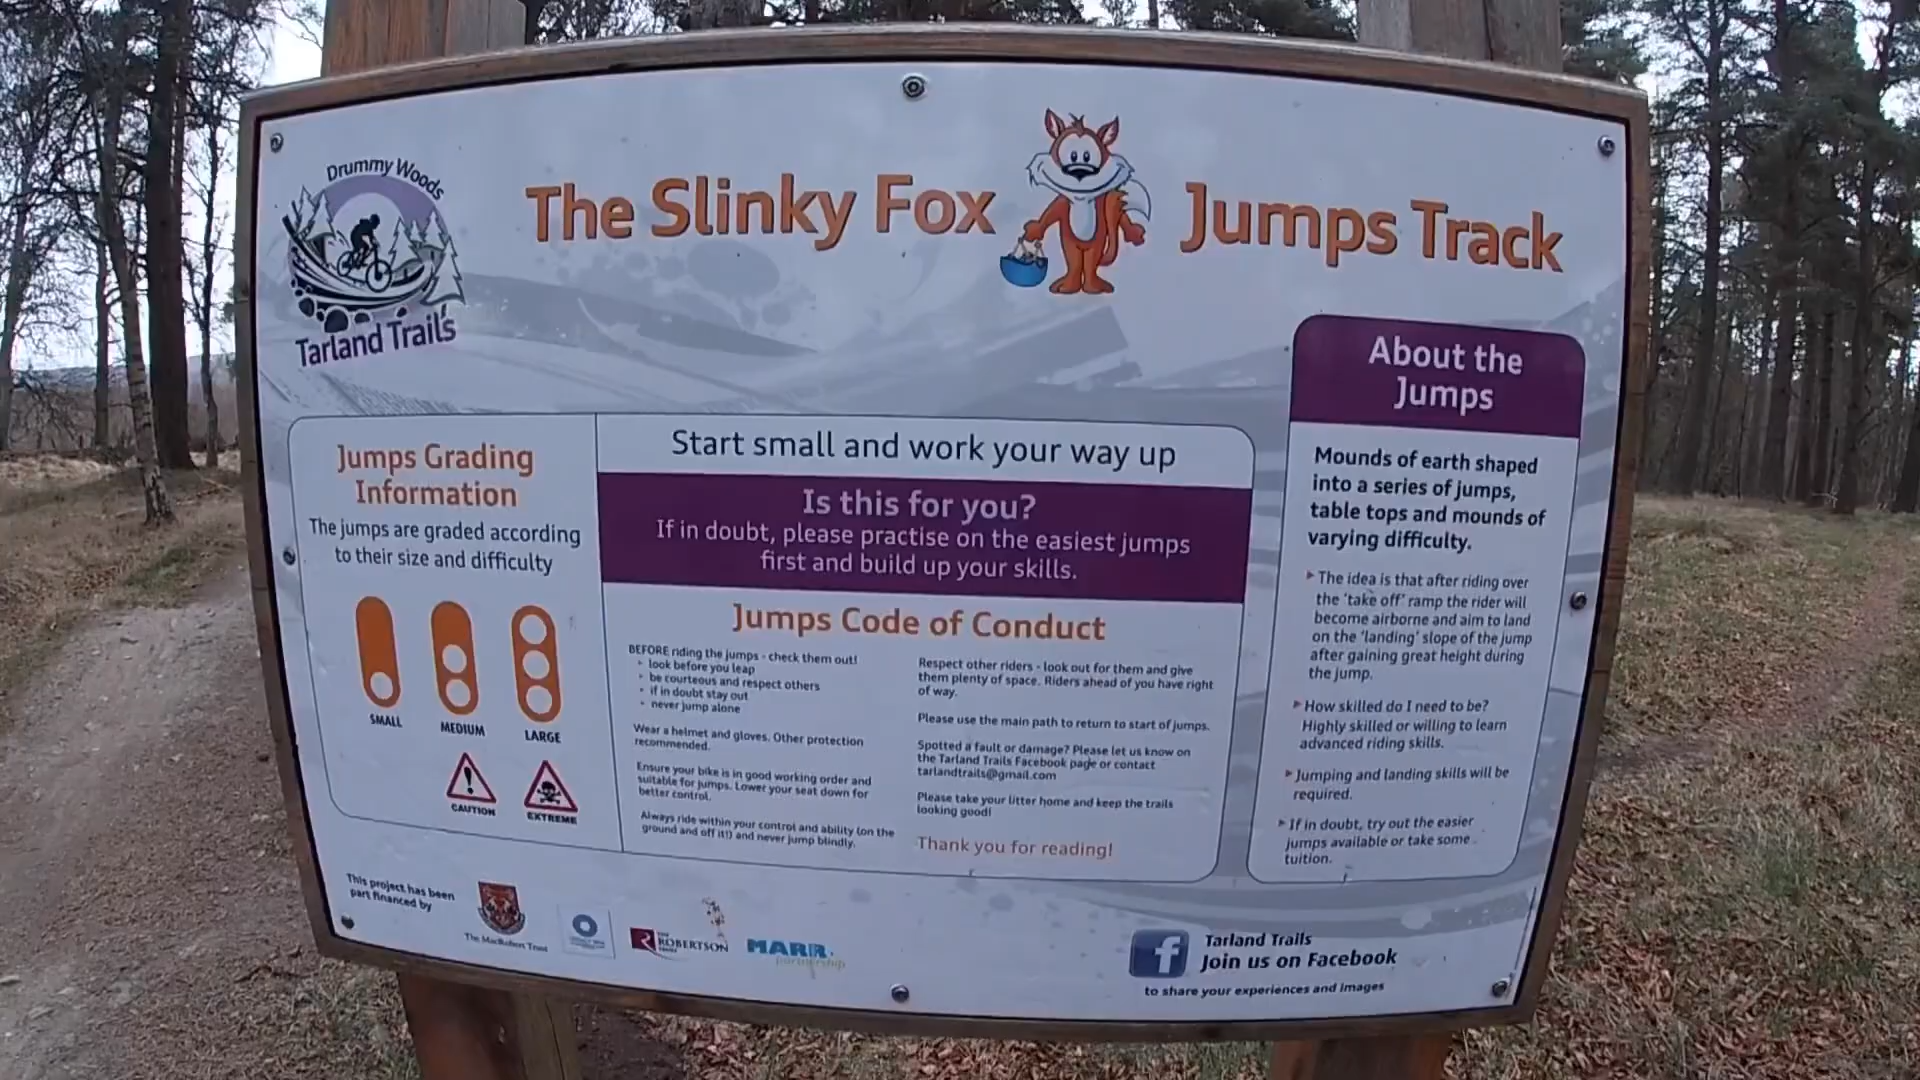 Drummy Woods
Tarland Trails
The Slinky Fox Jumps Track
Jumps Grading
Information
The jumps are graded according
to their size and difficulty
SMALL
MEDIUM
LARGE
CAUTION
EXTREME
Start small and work your way up
Is this for you?
If in doubt, please practise on the easiest jumps
first and build up your skills.
Jumps Code of Conduct
BEFORE riding the jumps - check them out!
look before you leap
be courteous and respect others
if in doubt stay out
never jump alone
Wear a helmet and gloves. Other protection
recommended.
Ensure your bike is in good working order and
suitable for jumps. Lower your seat down for
better control.
Always ride within your control and ability (on the
ground and off it!) and never jump blindly.
Respect other riders - look out for them and give
them plenty of space. Riders ahead of you have right
of way.
Please use the main path to return to start of jumps.
Spotted a fault or damage? Please let us know on
the Tarland Trails Facebook page or contact
tarlandtrails@gmail.com
Please take your litter home and keep the trails
looking good!
Thank you for reading!
About the
Jumps
Mounds of earth shaped
into a series of jumps,
table tops and mounds of
varying difficulty.
The idea is that after riding over
the 'take off' ramp the rider will
become airborne and aim to land
on the 'landing' slope of the jump
after gaining great height during
the jump.
How skilled do I need to be?
Highly skilled or willing to learn
advanced riding skills.
Jumping and landing skills will be
required.
If in doubt, try out the easier
jumps available or take some
tuition.
This project has been
part financed by
The MacRobert Trust
ROBERTSON
MARR
partnership
f
Tarland Trails
Join us on Facebook
to share your experiences and images